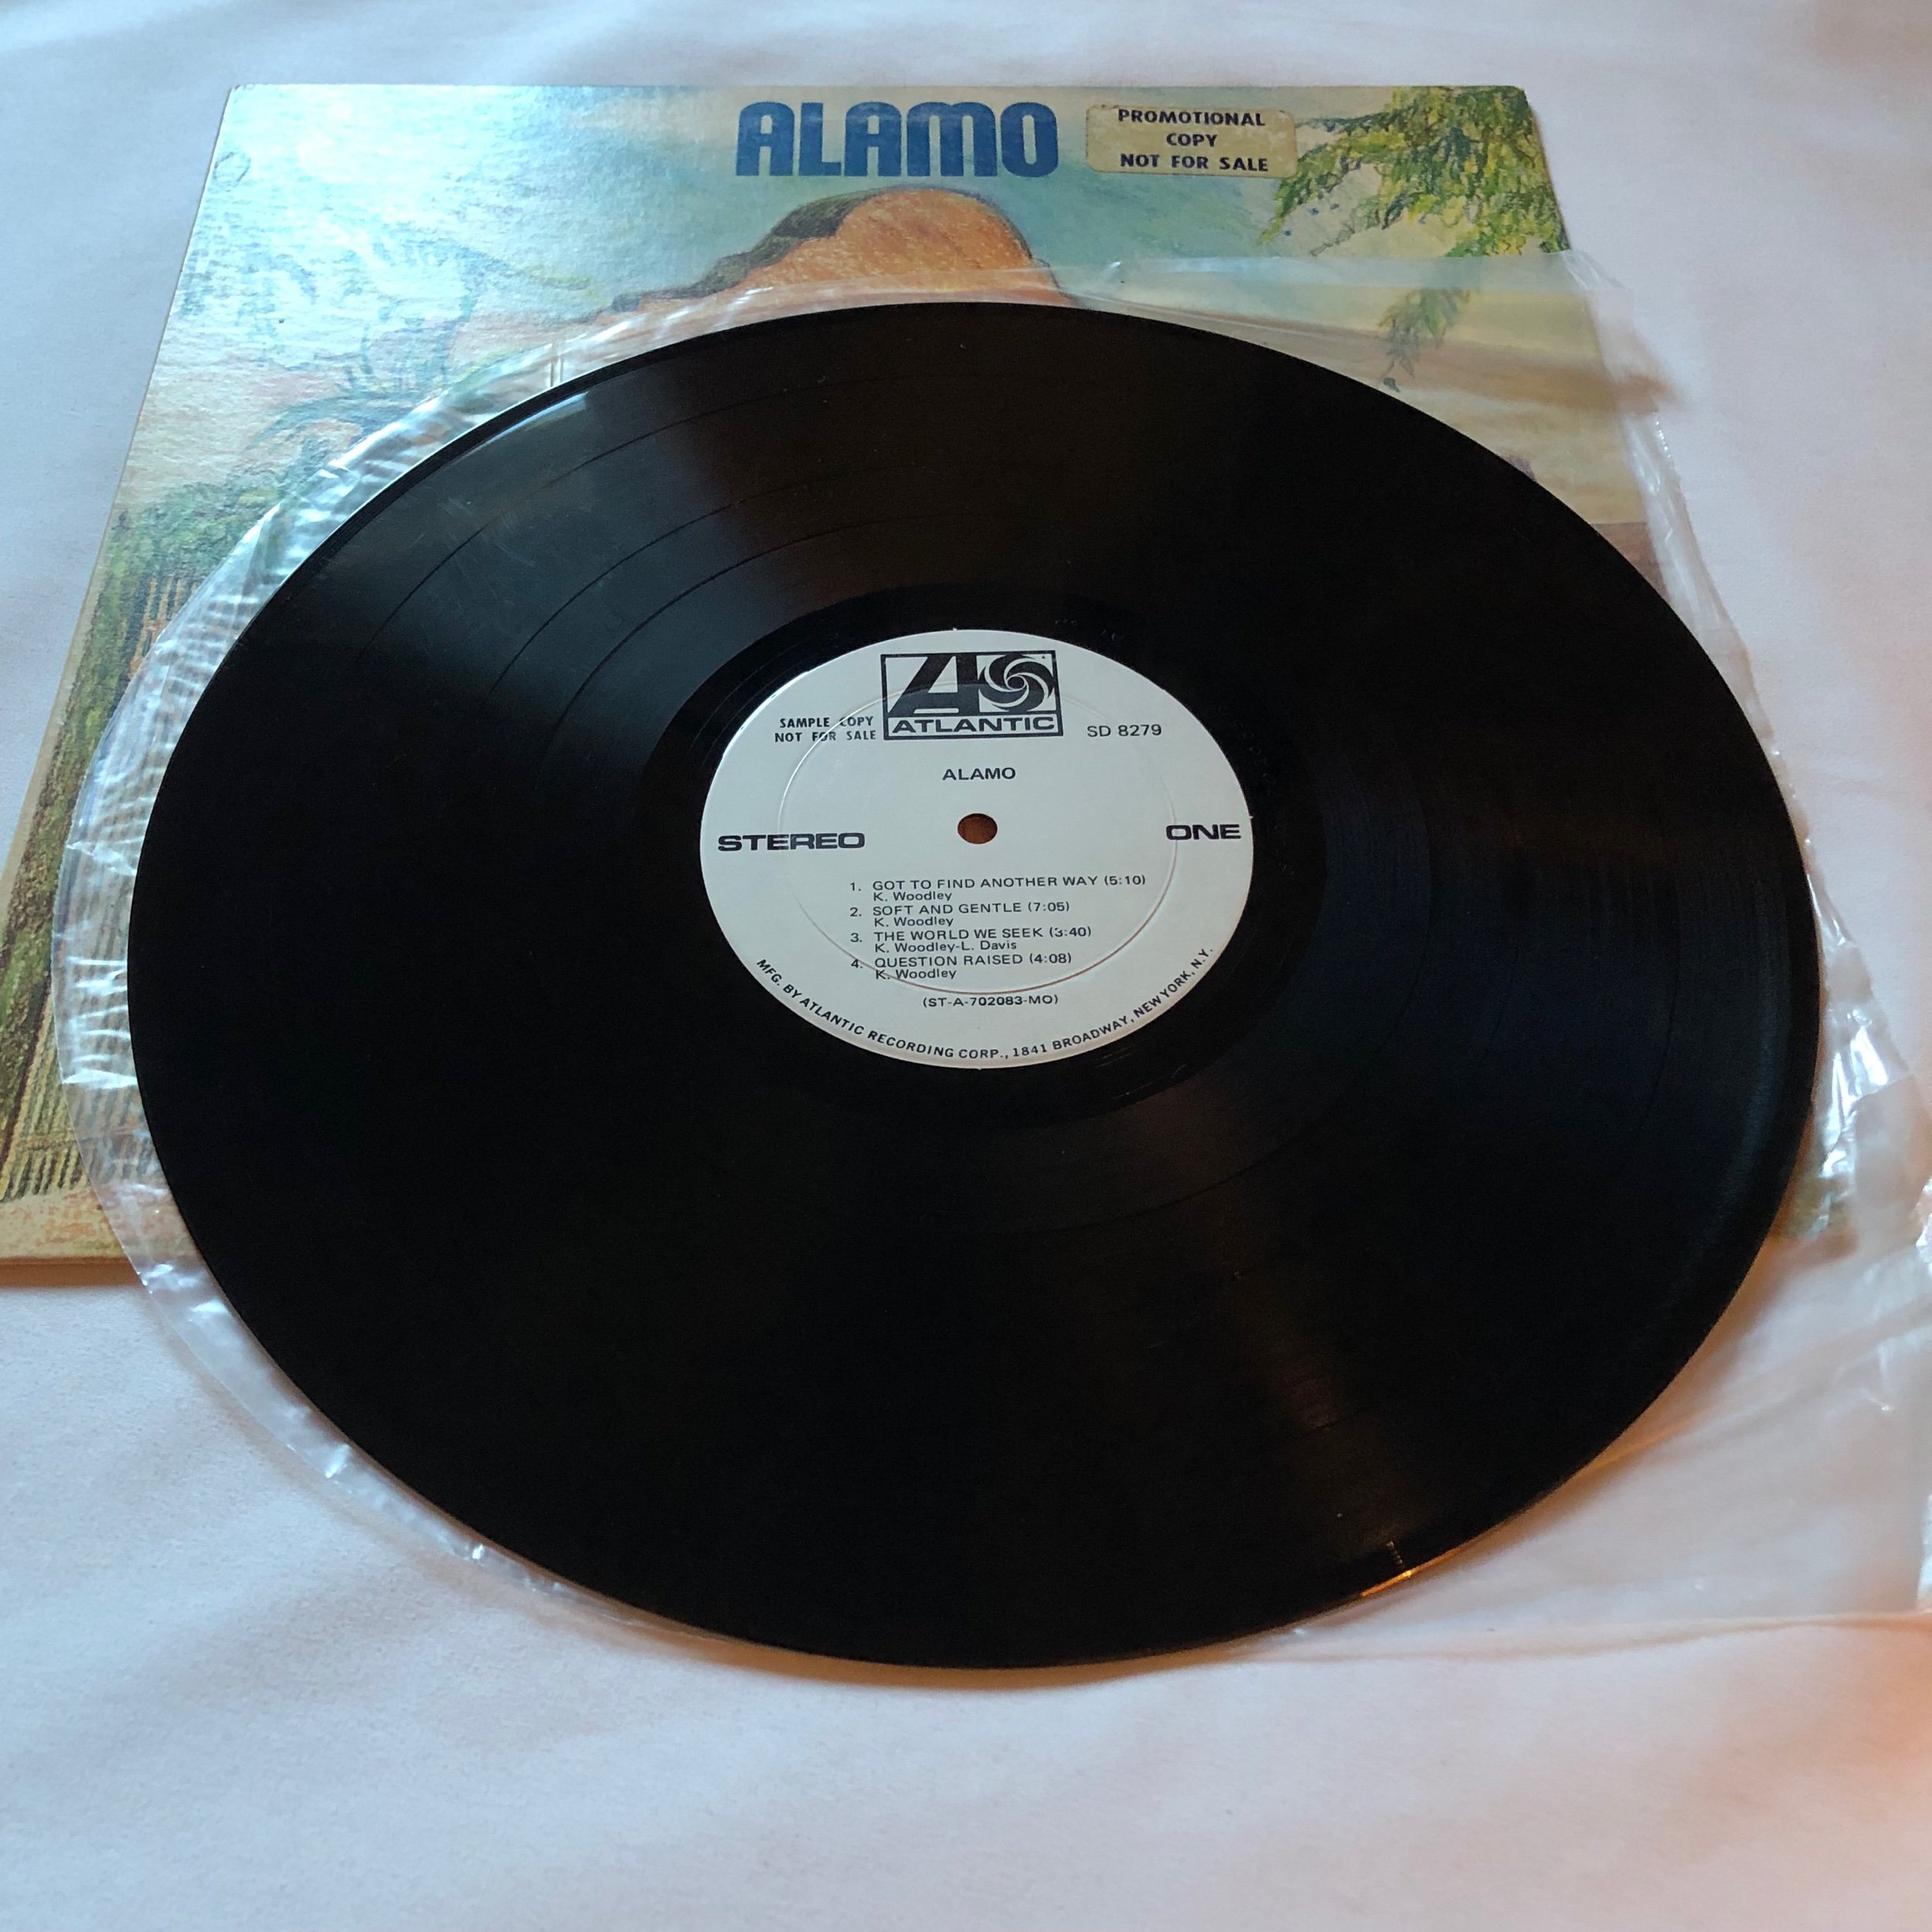 ALAMO
PROMOTIONAL
COPY
NOT FOR SALE
ATLANTIC
SAMPLE COPY
NOT FOR SALE
SD 8279
ALAMO
STEREO
ONE
1. GOT TO FIND ANOTHER WAY (5:10)
K. Woodley
2. SOFT AND GENTLE (7:05)
K. Woodley
3. THE WORLD WE SEEK (3:40)
K. Woodley-L. Davis
4. QUESTION RAISED (4:08)
K. Woodley
(ST-A-702083-MO)
MFG. BY ATLANTIC RECORDING CORP., 1841 BROADWAY, NEW YORK, N.Y.